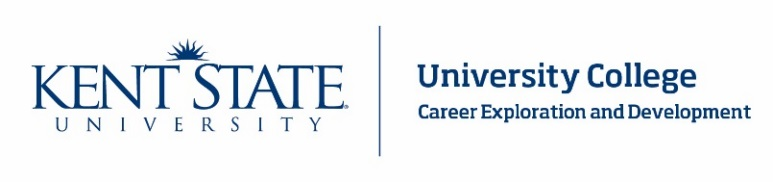 KENT STATE
UNIVERSITY
University College
Career Exploration and Development